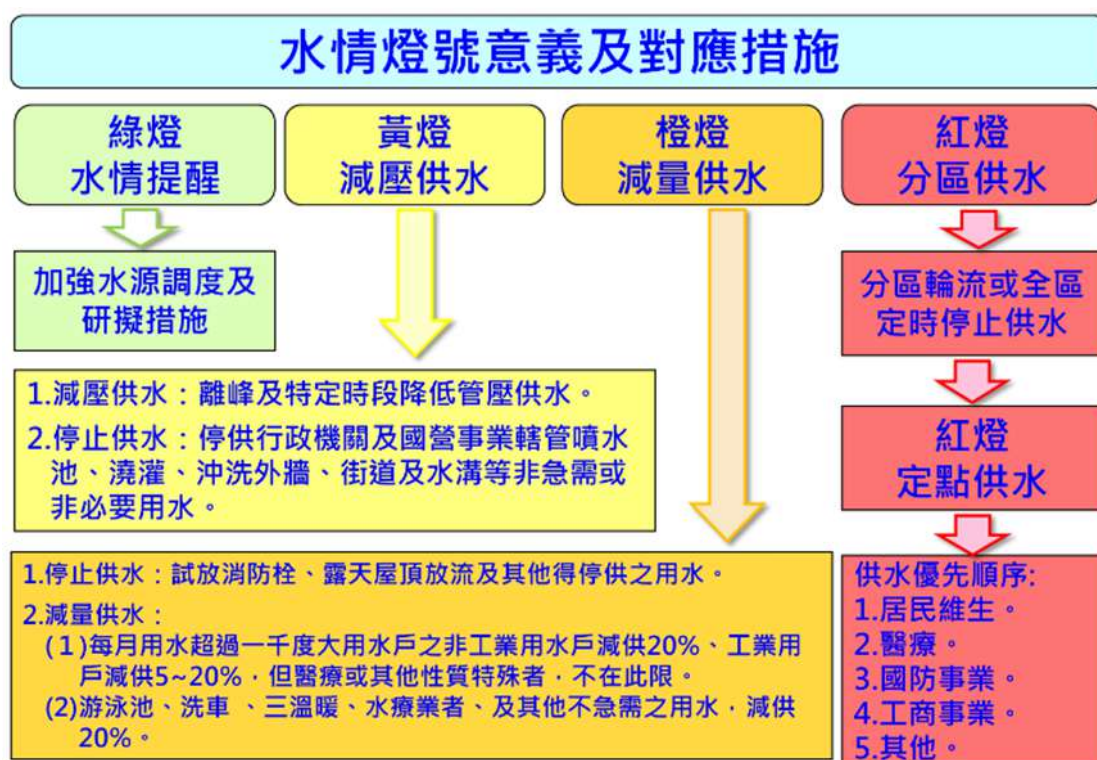 水情燈號意義及對應措施
綠燈
水情提醒
黃燈
減壓供水
橙燈
減量供水
紅燈
分區供水
加強水源調度及
研擬措施
分區輪流或全區
定時停止供水
1.減壓供水：離峰及特定時段降低管壓供水。
2.停止供水：停供行政機關及國營事業轄管噴水
池、澆灌、沖洗外牆、街道及水溝等非急需或
非必要用水。
紅燈
定點供水
1.停止供水：試放消防栓、露天屋頂放流及其他得停供之用水。
2.減量供水：
(1)每月用水超過一千度大用水戶之非工業用水戶減供20%、工業用
戶減供5~20%，但醫療或其他性質特殊者，不在此限。
(2)游泳池、洗車 、三溫暖、水療業者、及其他不急需之用水，減供
20%。
供水優先順序:
1.居民維生。
2.醫療。
3.國防事業。
4.工商事業。
5.其他。